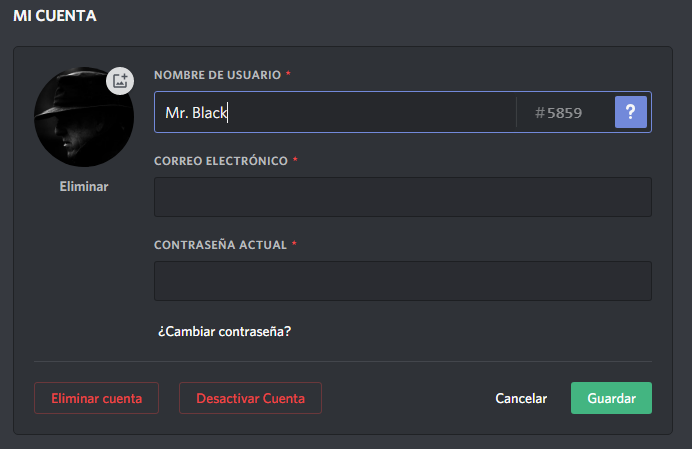 MI CUENTA
NOMBRE DE USUARIO *
Mr. Black #5859 ?
Eliminar
CORREO ELECTRÓNICO *
CONTRASEÑA ACTUAL *
¿Cambiar contraseña?
Eliminar cuenta Desactivar Cuenta Cancelar Guardar